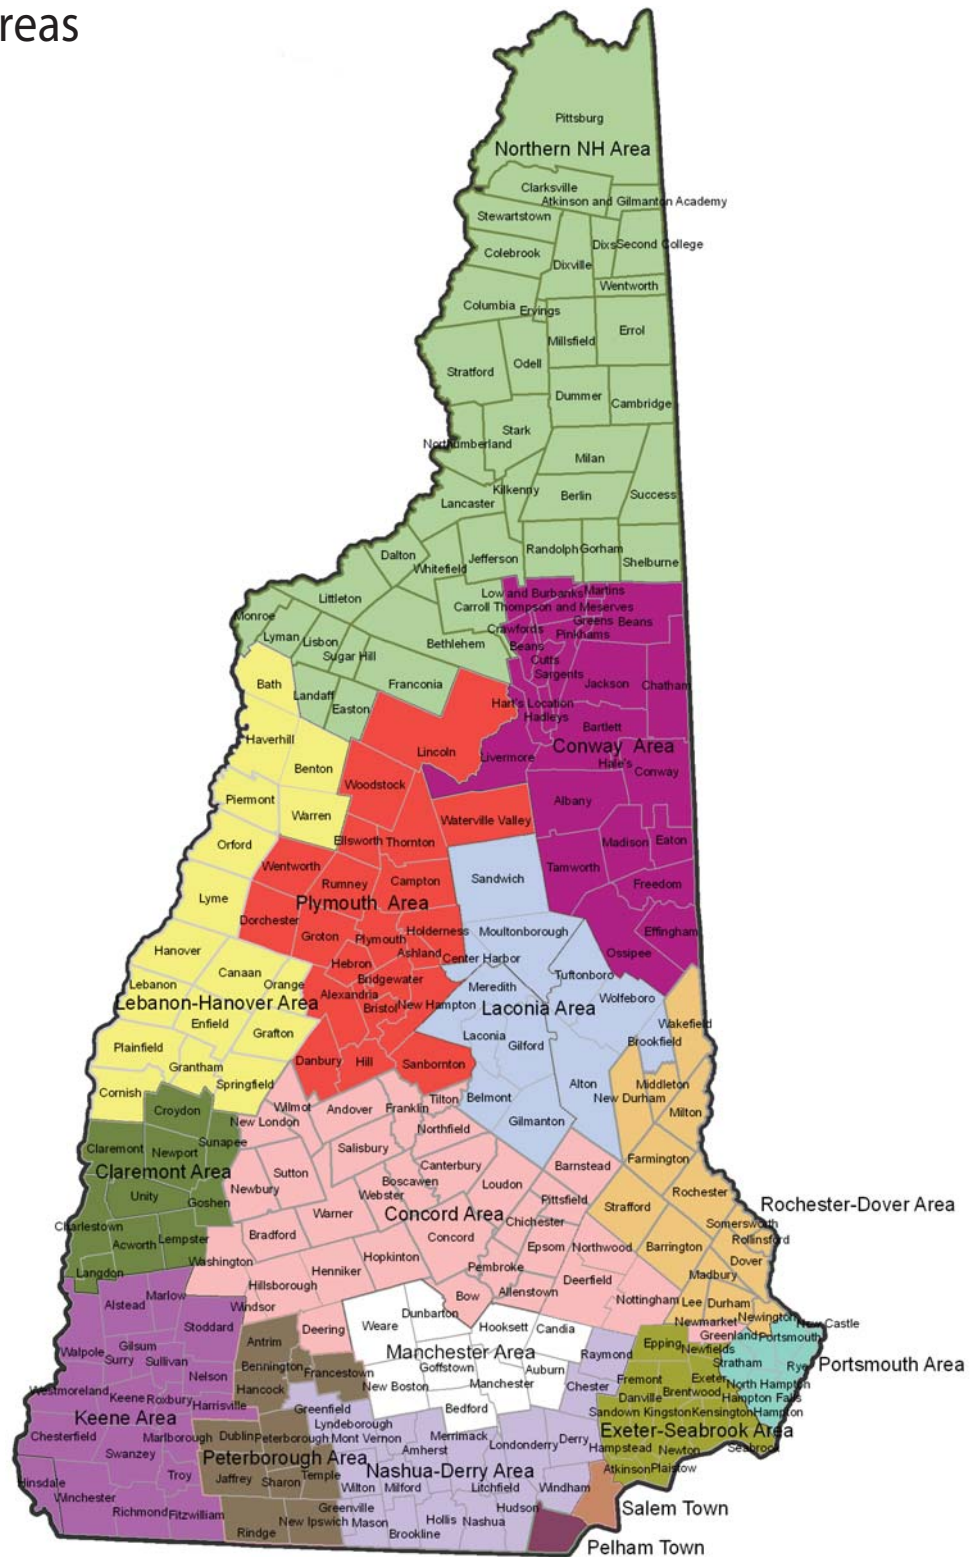 reas
Pittsburg
Northern NH Area
Clarksville
Atkinson and Gilmanton Academy
Stewartstown
Dixs Second College
Colebrook
Dixville
Wentworth
Columbia
Ervings
Errol
Millsfield
Odell
Stratford
Dummer
Cambridge
Stark
Northumberland
Milan
Kilkenny
Berlin
Success
Lancaster
Dalton
Randolph
Gorham
Jefferson
Shelburne
Whitefield
Low and Burbanks
Martins
Littleton
Carroll
Thompson and Meserves
Monroe
Greens
Beans
Crawfords
Pinkhams
Lyman
Lisbon
Bethlehem
Beans
Sugar Hill
Cutts
Sargents
Bath
Franconia
Jackson
Chatham
Landaff
Easton
Hart's Location
Hadleys
Bartlett
Haverhill
Conway Area
Lincoln
Livermore
Hale's
Benton
Conway
Woodstock
Piermont
Albany
Warren
Waterville Valley
Orford
Ellsworth
Thornton
Madison
Eaton
Wentworth
Tamworth
Sandwich
Rumney
Campton
Freedom
Lyme
Plymouth Area
Dorchester
Holderness
Moultonborough
Effingham
Groton
Plymouth
Hanover
Ashland
Center Harbor
Ossipee
Hebron
Canaan
Tuftonboro
Bridgewater
Lebanon
Orange
Meredith
Alexandria
Wolfeboro
Lebanon-Hanover Area
Bristol
New Hampton
Laconia Area
Enfield
Wakefield
Grafton
Laconia
Brookfield
Plainfield
Gilford
Danbury
Hill
Sanbornton
Grantham
Springfield
Alton
Middleton
Cornish
Tilton
Belmont
New Durham
Croydon
Wilmot
Andover
Franklin
Milton
New London
Gilmanton
Northfield
Sunapee
Claremont
Newport
Salisbury
Farmington
Claremont Area
Sutton
Canterbury
Barnstead
Boscawen
Loudon
Newbury
Rochester
Unity
Webster
Pittsfield
Goshen
Strafford
Rochester-Dover Area
Warner
Concord Area
Chichester
Charlestown
Somersworth
Bradford
Concord
Rollinsford
Acworth
Lempster
Epsom
Northwood
Barrington
Hopkinton
Washington
Dover
Pembroke
Langdon
Henniker
Madbury
Deerfield
Hillsborough
Allenstown
Marlow
Bow
Nottingham
Lee
Durham
Alstead
Windsor
Dunbarton
Newington
Stoddard
Weare
Hooksett
Candia
Newmarket
New Castle
Deering
Greenland
Portsmouth
Antrim
Epping
Gilsum
Newfields
Walpole
Manchester Area
Raymond
Surry
Sullivan
Stratham
Rye
Portsmouth Area
Bennington
Goffstown
Auburn
Nelson
Francestown
Fremont
Exeter
North Hampton
New Boston
Manchester
Chester
Westmoreland
Hancock
Brentwood
Keene
Roxbury
Danville
Hampton Falls
Harrisville
Greenfield
Bedford
Sandown
Kingston
Kensington
Hampton
Keene Area
Lyndeborough
Exeter-Seabrook Area
Chesterfield
Marlborough
Dublin
Peterborough
Mont Vernon
Merrimack
Derry
Londonderry
Hampstead
Newton
Seabrook
Swanzey
Amherst
Peterborough Area
Nashua-Derry Area
Atkinson
Plaistow
Troy
Jaffrey
Sharon
Temple
Hinsdale
Wilton
Milford
Litchfield
Windham
Winchester
Greenville
Hudson
Salem Town
Richmond
Fitzwilliam
New Ipswich
Mason
Hollis
Nashua
Rindge
Brookline
Pelham Town